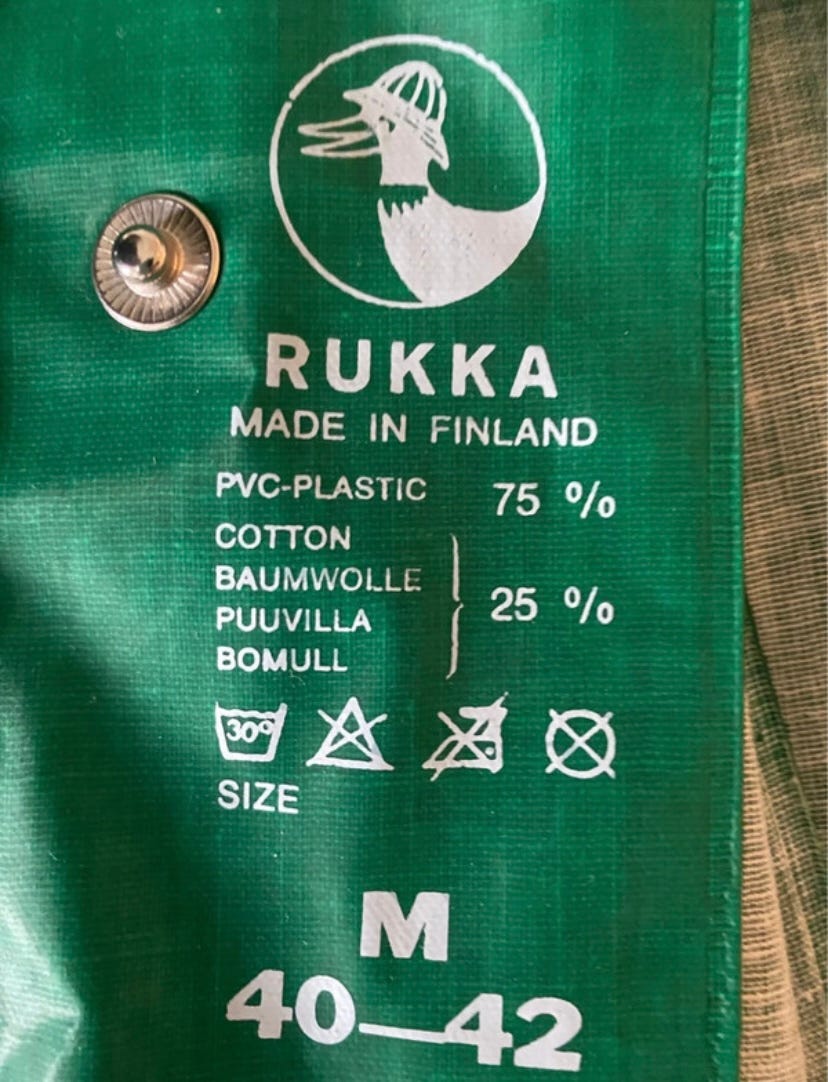 RUKKA
MADE IN FINLAND
PVC-PLASTIC 75 %
COTTON
BAUMWOLLE
PUUVILLA
BOMULL
25 %
30°
SIZE
M
40—42